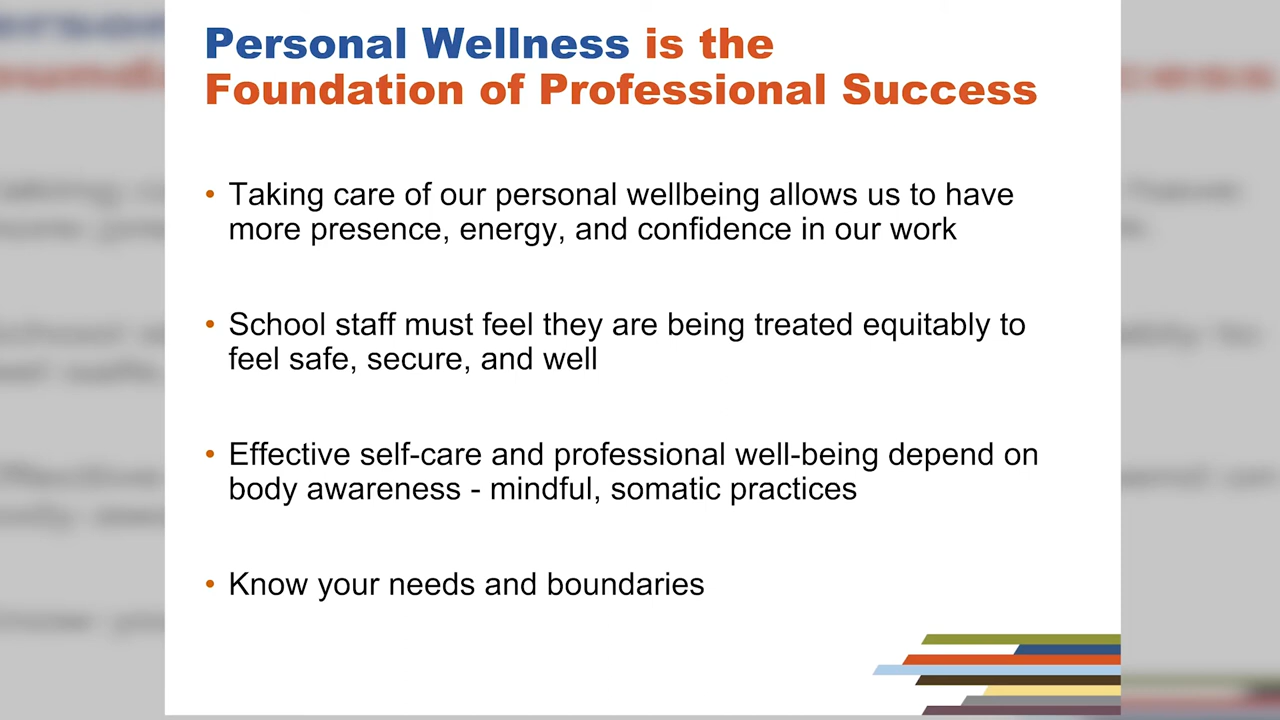 Personal Wellness is the
Foundation of Professional Success
• Taking care of our personal wellbeing allows us to have
more presence, energy, and confidence in our work
• School staff must feel they are being treated equitably to
feel safe, secure, and well
• Effective self-care and professional well-being depend on
body awareness - mindful, somatic practices
• Know your needs and boundaries